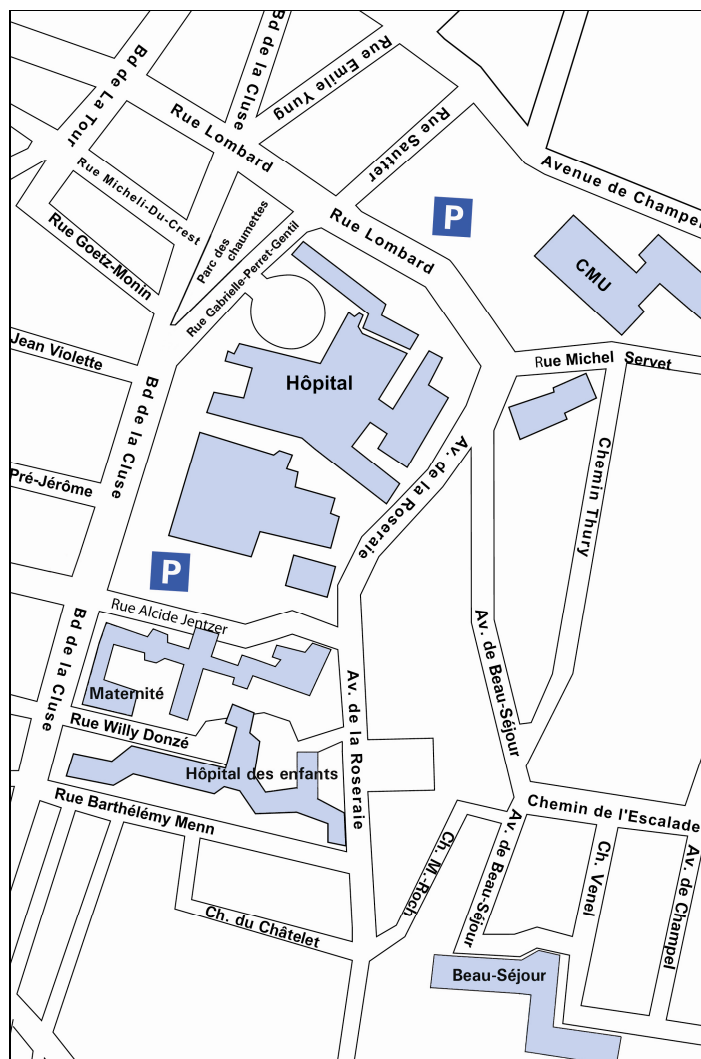 Bd de La Tour
Bd de la Cluse
Rue Emile Yung
Rue Lombard
Rue Sautter
Avenue de Champel
Rue Micheli-Du-Crest
Parc des
chaumettes
P
Rue Goetz-Monin
Rue Gabrielle-Perret-Gentil
Rue Lombard
CMU
Jean Violette
Rue Michel Servet
Hôpital
Bd de la Cluse
Av. de la Roseraie
Chemin Thury
Pré-Jérôme
P
Rue Alcide Jentzer
Bd de la Cluse
Av. de Beau-Séjour
Maternité
Av. de la Roseraie
Rue Willy Donzé
Hôpital des enfants
Rue Barthélémy Menn
Chemin de l'Escalade
Ch. M.-Roch
Av. de Beau-Séjour
Ch. Venel
Av. de Champel
Ch. du Châtelet
Beau-Séjour